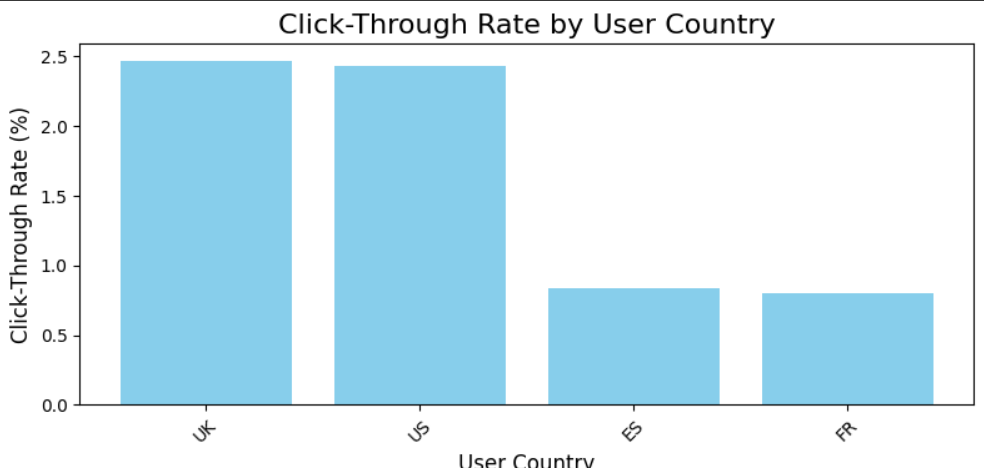 Click-Through Rate by User Country
Click-Through Rate (%)
2.5
2.0
1.5
1.0
0.5
0.0
UK
US
ES
FR
User Country